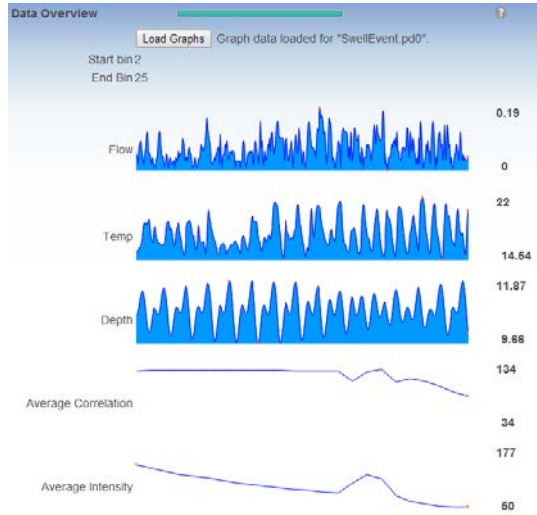 Data Overview ?
Load Graphs Graph data loaded for "SwellEvent.pd0".
Start bin 2
End Bin 25
0.19
Flow
0
22
Temp
14.54
11.87
Depth
9.66
134
Average Correlation
34
177
Average Intensity
50